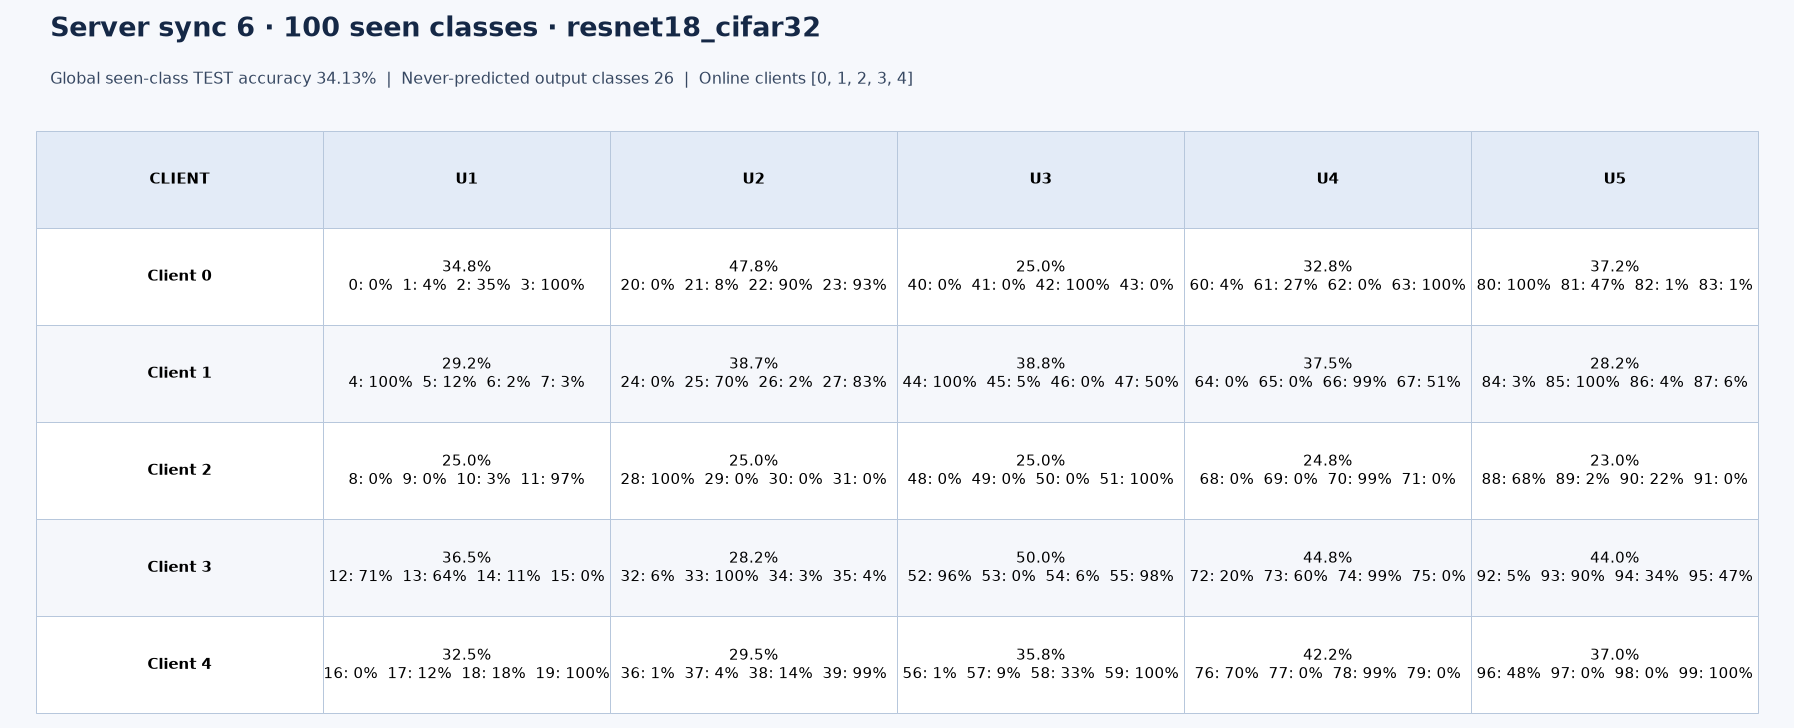 Server sync 6 · 100 seen classes · resnet18_cifar32
Global seen-class TEST accuracy 34.13% | Never-predicted output classes 26 | Online clients [0, 1, 2, 3, 4]
CLIENT U1 U2 U3 U4 U5
34.8% 47.8% 25.0% 32.8% 37.2%
Client 0
0: 0% 1: 4% 2: 35% 3: 100% 20: 0% 21: 8% 22: 90% 23: 93% 40: 0% 41: 0% 42: 100% 43: 0% 60: 4% 61: 27% 62: 0% 63: 100% 80: 100% 81: 47% 82: 1% 83: 1%
29.2% 38.7% 38.8% 37.5% 28.2%
Client 1
4: 100% 5: 12% 6: 2% 7: 3% 24: 0% 25: 70% 26: 2% 27: 83% 44: 100% 45: 5% 46: 0% 47: 50% 64: 0% 65: 0% 66: 99% 67: 51% 84: 3% 85: 100% 86: 4% 87: 6%
25.0% 25.0% 25.0% 24.8% 23.0%
Client 2
8: 0% 9: 0% 10: 3% 11: 97% 28: 100% 29: 0% 30: 0% 31: 0% 48: 0% 49: 0% 50: 0% 51: 100% 68: 0% 69: 0% 70: 99% 71: 0% 88: 68% 89: 2% 90: 22% 91: 0%
36.5% 28.2% 50.0% 44.8% 44.0%
Client 3
12: 71% 13: 64% 14: 11% 15: 0% 32: 6% 33: 100% 34: 3% 35: 4% 52: 96% 53: 0% 54: 6% 55: 98% 72: 20% 73: 60% 74: 99% 75: 0% 92: 5% 93: 90% 94: 34% 95: 47%
32.5% 29.5% 35.8% 42.2% 37.0%
Client 4
16: 0% 17: 12% 18: 18% 19: 100% 36: 1% 37: 4% 38: 14% 39: 99% 56: 1% 57: 9% 58: 33% 59: 100% 76: 70% 77: 0% 78: 99% 79: 0% 96: 48% 97: 0% 98: 0% 99: 100%